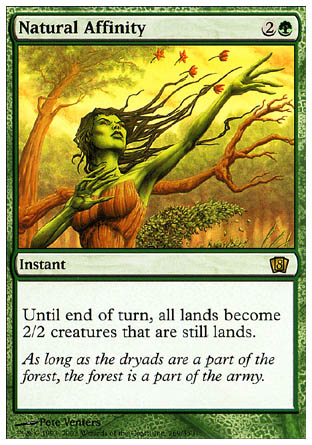 Natural Affinity 2
Instant
8
Until end of turn, all lands become
2/2 creatures that are still lands.
As long as the dryads are a part of the
forest, the forest is part of the army.
Pete Venters